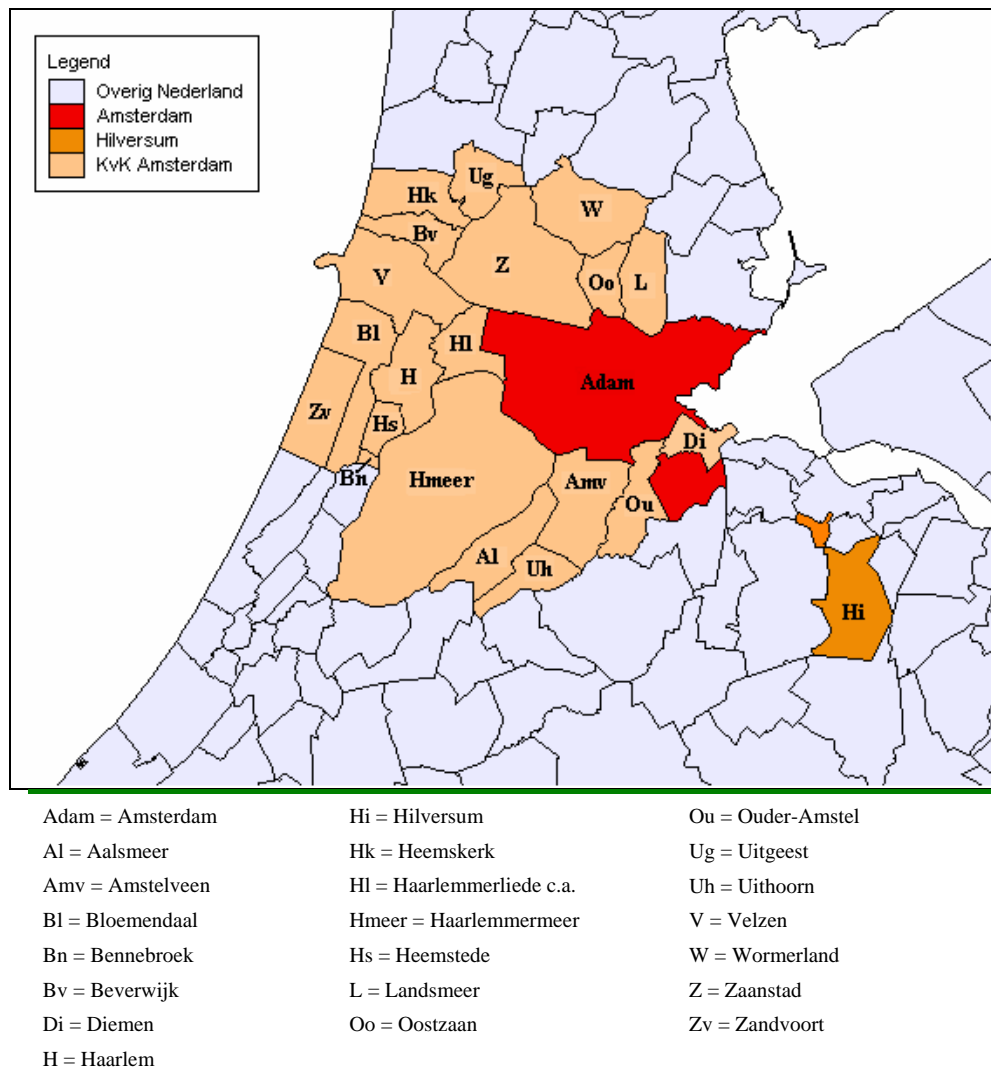 Legend
Overig Nederland
Amsterdam
Hilversum
KvK Amsterdam
Ug
Hk
W
Bv
Z
V
Oo
L
Bl
Hl
H
Adam
Zv
Hs
Di
Bn
Hmeer
Amv
Ou
Al
Uh
Hi
Adam = Amsterdam
Al = Aalsmeer
Amv = Amstelveen
Bl = Bloemendaal
Bn = Bennebroek
Bv = Beverwijk
Di = Diemen
H = Haarlem
Hi = Hilversum
Hk = Heemskerk
Hl = Haarlemmerliede c.a.
Hmeer = Haarlemmermeer
Hs = Heemstede
L = Landsmeer
Oo = Oostzaan
Ou = Ouder-Amstel
Ug = Uitgeest
Uh = Uithoorn
V = Velzen
W = Wormerland
Z = Zaanstad
Zv = Zandvoort